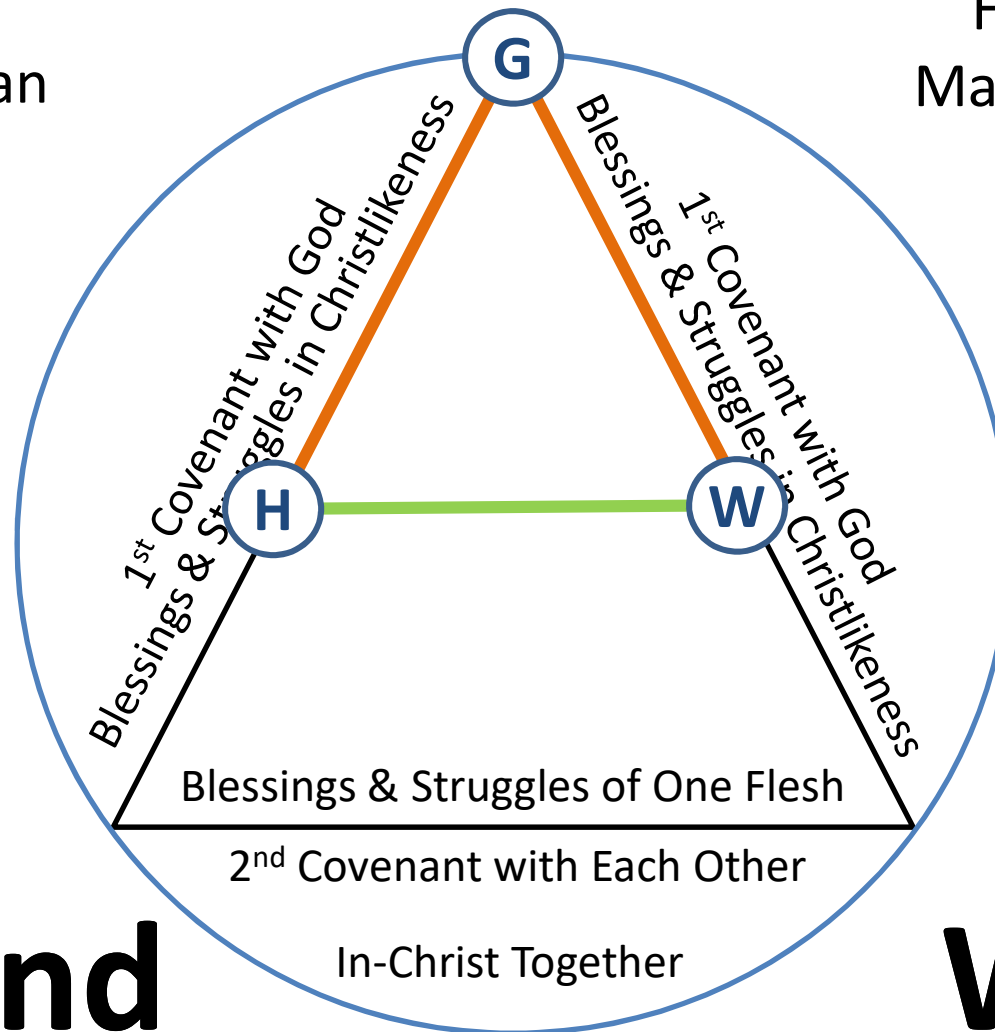 G
an
Ma
1st Covenant with God
Blessings & Struggles in Christlikeness
Blessings & Struggles in Christlikeness
1st Covenant with God
H
W
Blessings & Struggles of One Flesh
2nd Covenant with Each Other
In-Christ Together
nd
W